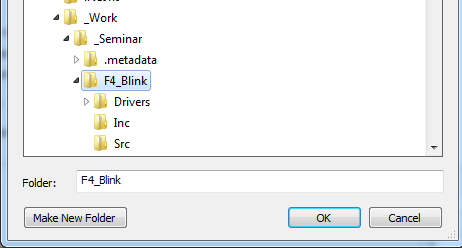 _Work
_Seminar
.metadata
F4_Blink
Drivers
Inc
Src
Folder: F4_Blink
Make New Folder OK Cancel